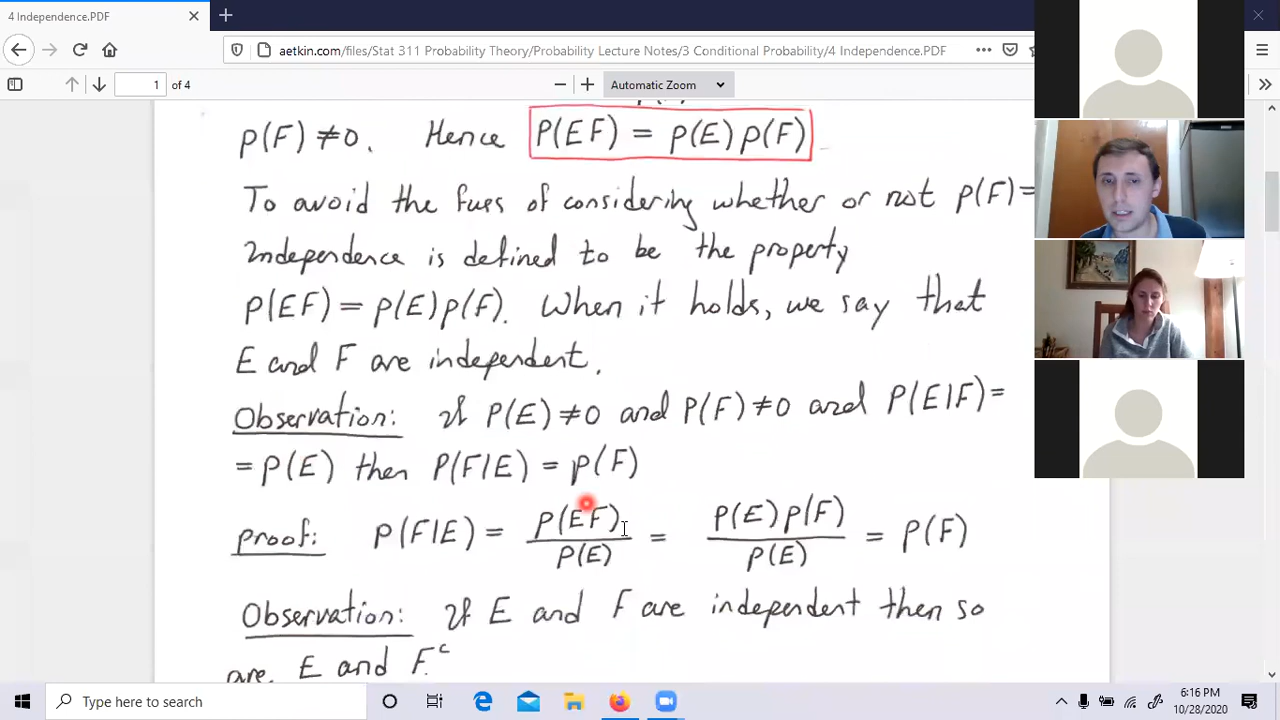 4 Independence.PDF
aetkin.com/files/Stat 311 Probability Theory/Probability Lecture Notes/3 Conditional Probability/4 Independence.PDF
1 of 4
Automatic Zoom
p(F) ≠ 0. Hence P(EF) = p(E) p(F)
To avoid the fuss of considering whether or not p(F)=
Independence is defined to be the property
P(EF) = p(E)p(F). When it holds, we say that
E and F are independent.
Observation: If P(E)≠0 and P(F)≠0 and P(E|F)=
= P(E) then P(F|E) = p(F)
proof: P(F|E) = P(EF)/P(E) = P(E)p(F)/P(E) = p(F)
Observation: If E and F are independent then so
are E and F.ᶜ
Type here to search
6:16 PM
10/28/2020